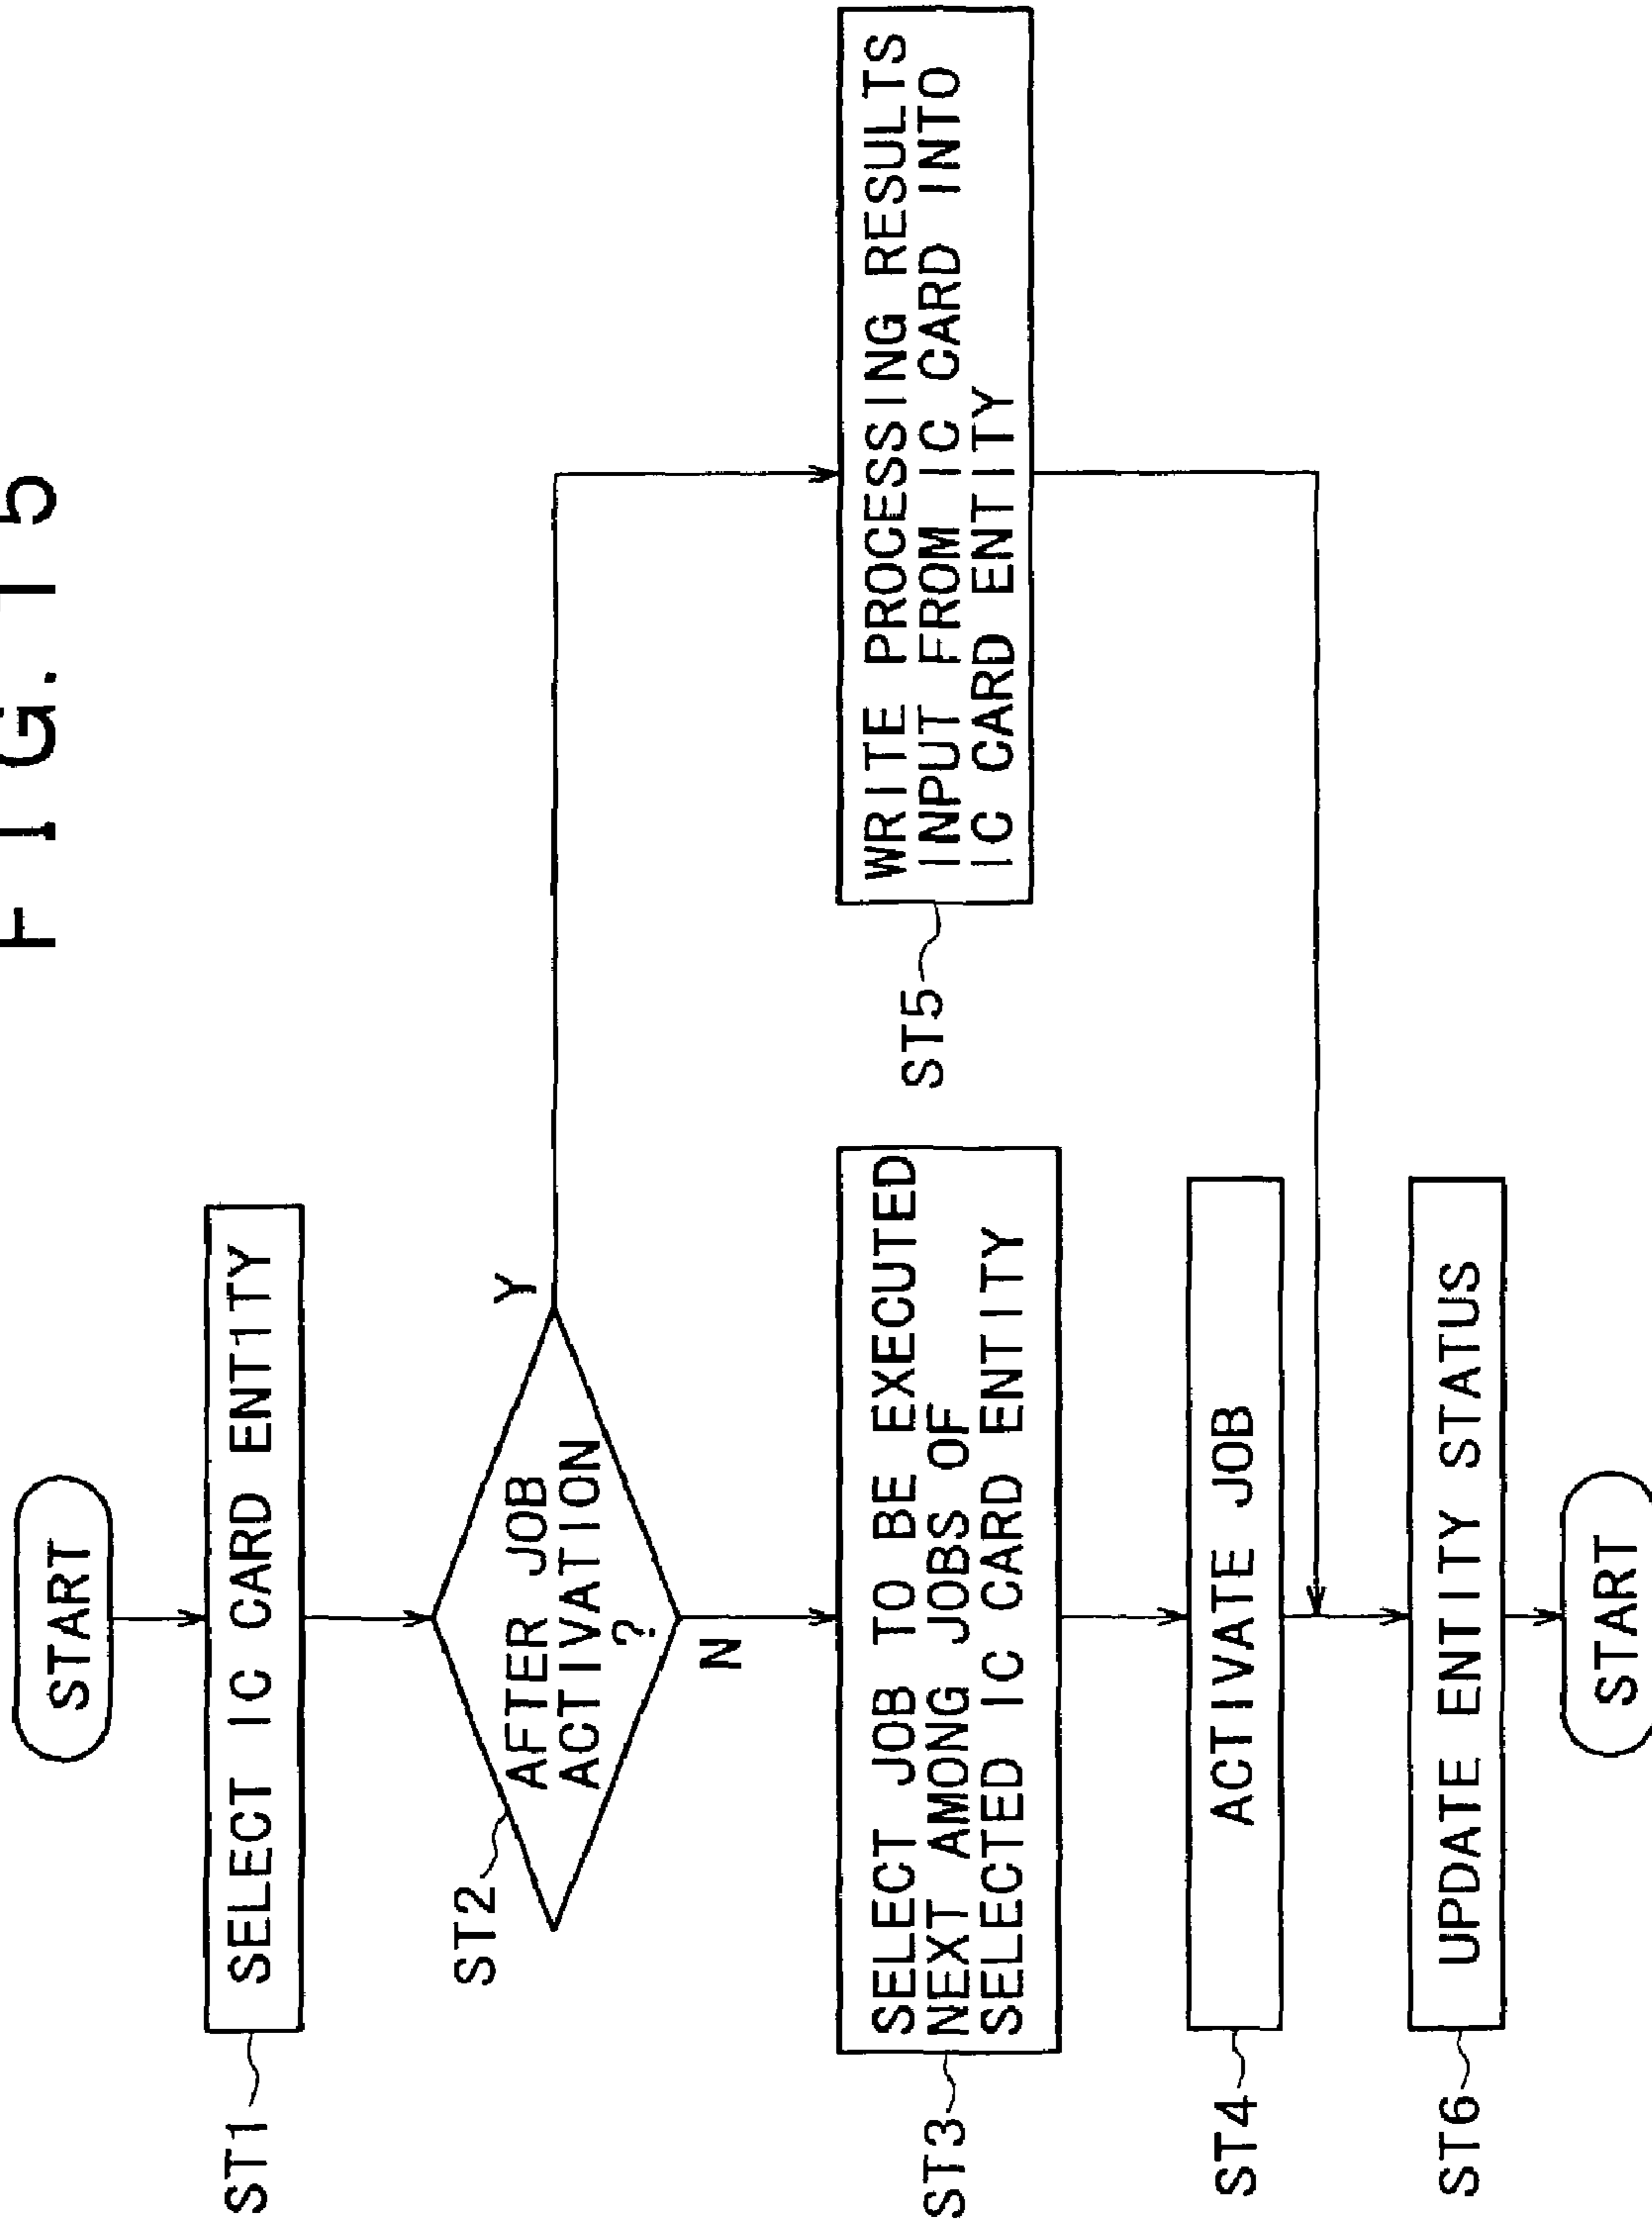 FIG. 15
START
ST1
SELECT IC CARD ENTITY
ST2
AFTER JOB
ACTIVATION
?
Y
N
ST3
SELECT JOB TO BE EXECUTED
NEXT AMONG JOBS OF
SELECTED IC CARD ENTITY
ST5
WRITE PROCESSING RESULTS
INPUT FROM IC CARD INTO
IC CARD ENTITY
ST4
ACTIVATE JOB
ST6
UPDATE ENTITY STATUS
START